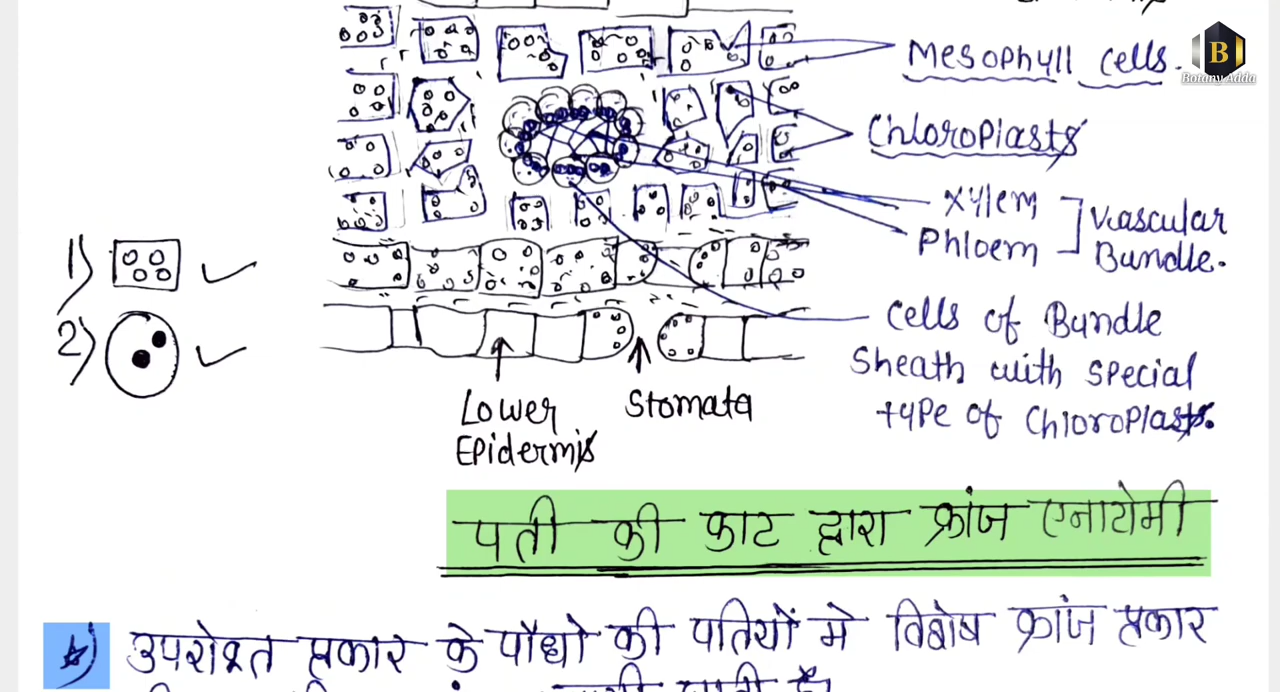 B
Botany Adda
Mesophyll cells.
Chloroplasts
Xylem
Phloem
Vascular
Bundle.
1)
2)
Cells of Bundle
Sheath with special
type of Chloroplasts.
Lower
Epidermis
Stomata
पती की काट द्वारा क्रांज एनाटोमी
उपरोक्त प्रकार के पौधो की पतियों मे विशेष क्रांज प्रकार